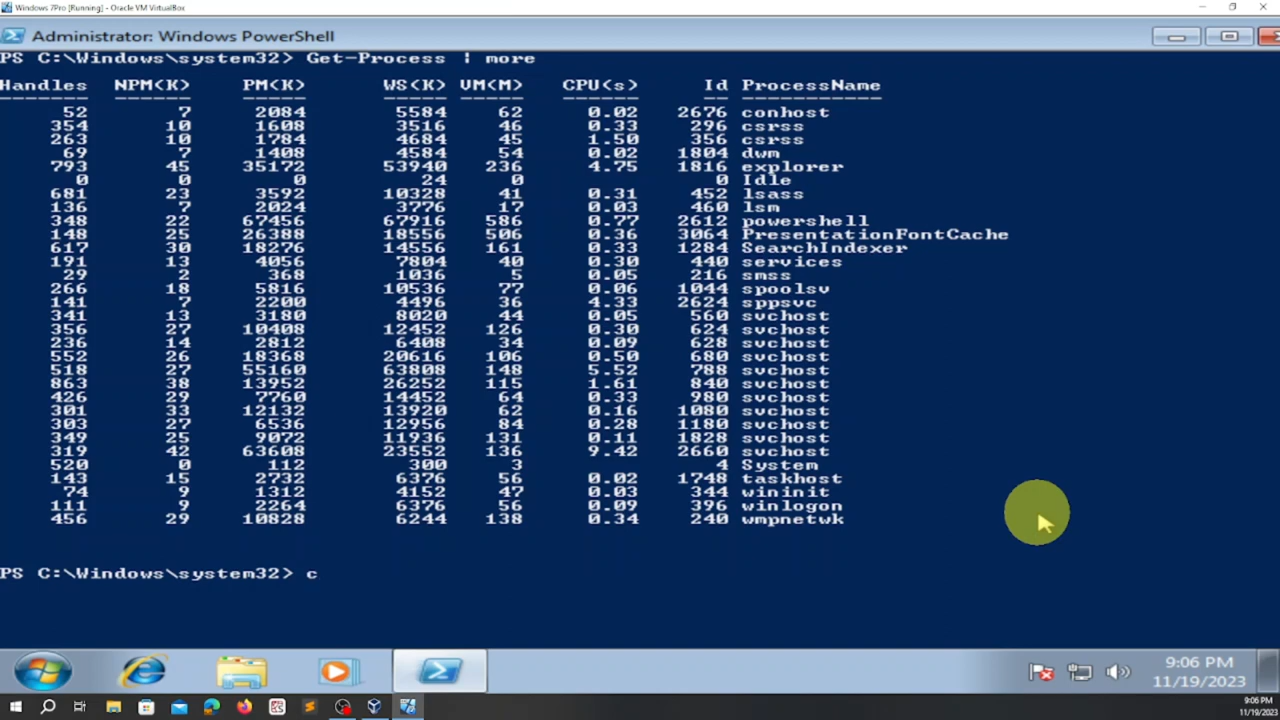 Windows 7Pro [Running] - Oracle VM VirtualBox
Administrator: Windows PowerShell
PS C:\Windows\system32> Get-Process | more
Handles NPM(K) PM(K) WS(K) VM(M) CPU(s) Id ProcessName
------- ------ ----- ----- ----- ------ -- -----------
52 7 2084 5584 62 0.02 2676 conhost
354 10 1608 3516 46 0.33 296 csrss
263 10 1784 4684 45 1.50 356 csrss
69 7 1408 4584 54 0.02 1804 dwm
793 45 35172 53940 236 4.75 1816 explorer
0 0 0 24 0 0 Idle
681 23 3592 10328 41 0.31 452 lsass
136 7 2024 3776 17 0.03 460 lsm
348 22 67456 67916 586 0.77 2612 powershell
148 25 26388 18556 506 0.36 3064 PresentationFontCache
617 30 18276 14556 161 0.33 1284 SearchIndexer
191 13 4056 7804 40 0.30 440 services
29 2 368 1036 5 0.05 216 smss
266 18 5816 10536 77 0.06 1044 spoolsv
141 7 2200 4496 36 4.33 2624 sppsvc
341 13 3180 8020 44 0.05 560 svchost
356 27 10408 12452 126 0.30 624 svchost
236 14 2812 6408 34 0.09 628 svchost
552 26 18368 20616 106 0.50 680 svchost
518 27 55160 63808 148 5.52 788 svchost
863 38 13952 26252 115 1.61 840 svchost
426 29 7760 14452 64 0.33 980 svchost
301 33 12132 13920 62 0.16 1080 svchost
303 27 6536 12956 84 0.28 1180 svchost
349 25 9072 11936 131 0.11 1828 svchost
319 42 63608 23552 136 9.42 2660 svchost
520 0 112 300 3 4 System
143 15 2732 6376 56 0.02 1748 taskhost
74 9 1312 4152 47 0.03 344 wininit
111 9 2264 6376 56 0.09 396 winlogon
456 29 10828 6244 138 0.34 240 wmpnetwk
PS C:\Windows\system32> c
9:06 PM
11/19/2023
9:06 PM
11/19/2023